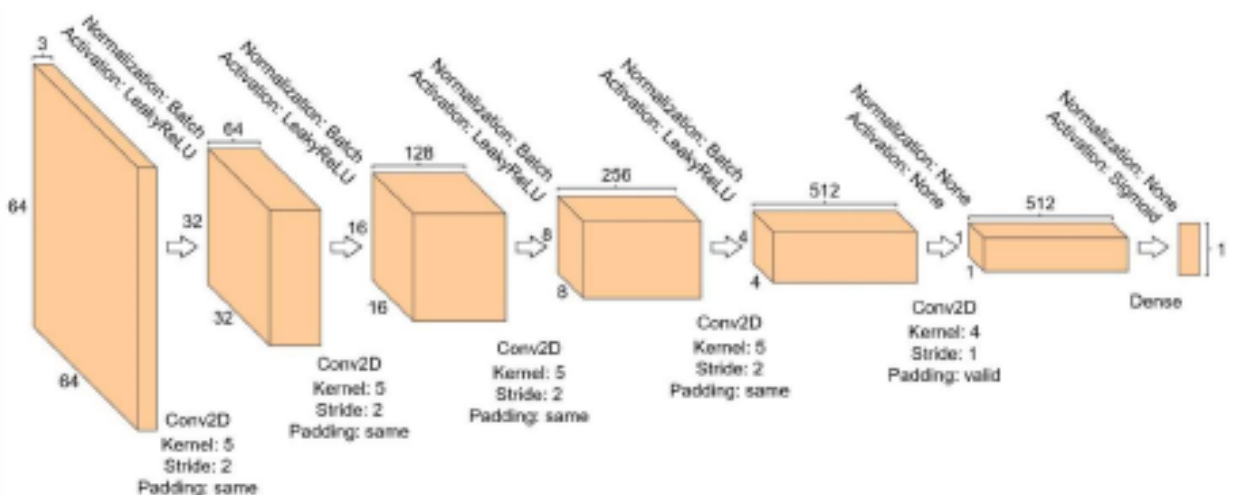 3
64
64
Normalization: Batch
Activation: LeakyReLU
Conv2D
Kernel: 5
Stride: 2
Padding: same
64
32
32
Normalization: Batch
Activation: LeakyReLU
Conv2D
Kernel: 5
Stride: 2
Padding: same
128
16
16
Normalization: Batch
Activation: LeakyReLU
Conv2D
Kernel: 5
Stride: 2
Padding: same
256
8
8
Normalization: Batch
Activation: LeakyReLU
Conv2D
Kernel: 5
Stride: 2
Padding: same
512
4
4
Normalization: None
Activation: None
Conv2D
Kernel: 4
Stride: 1
Padding: valid
512
1
1
Normalization: None
Activation: Sigmoid
Dense
1